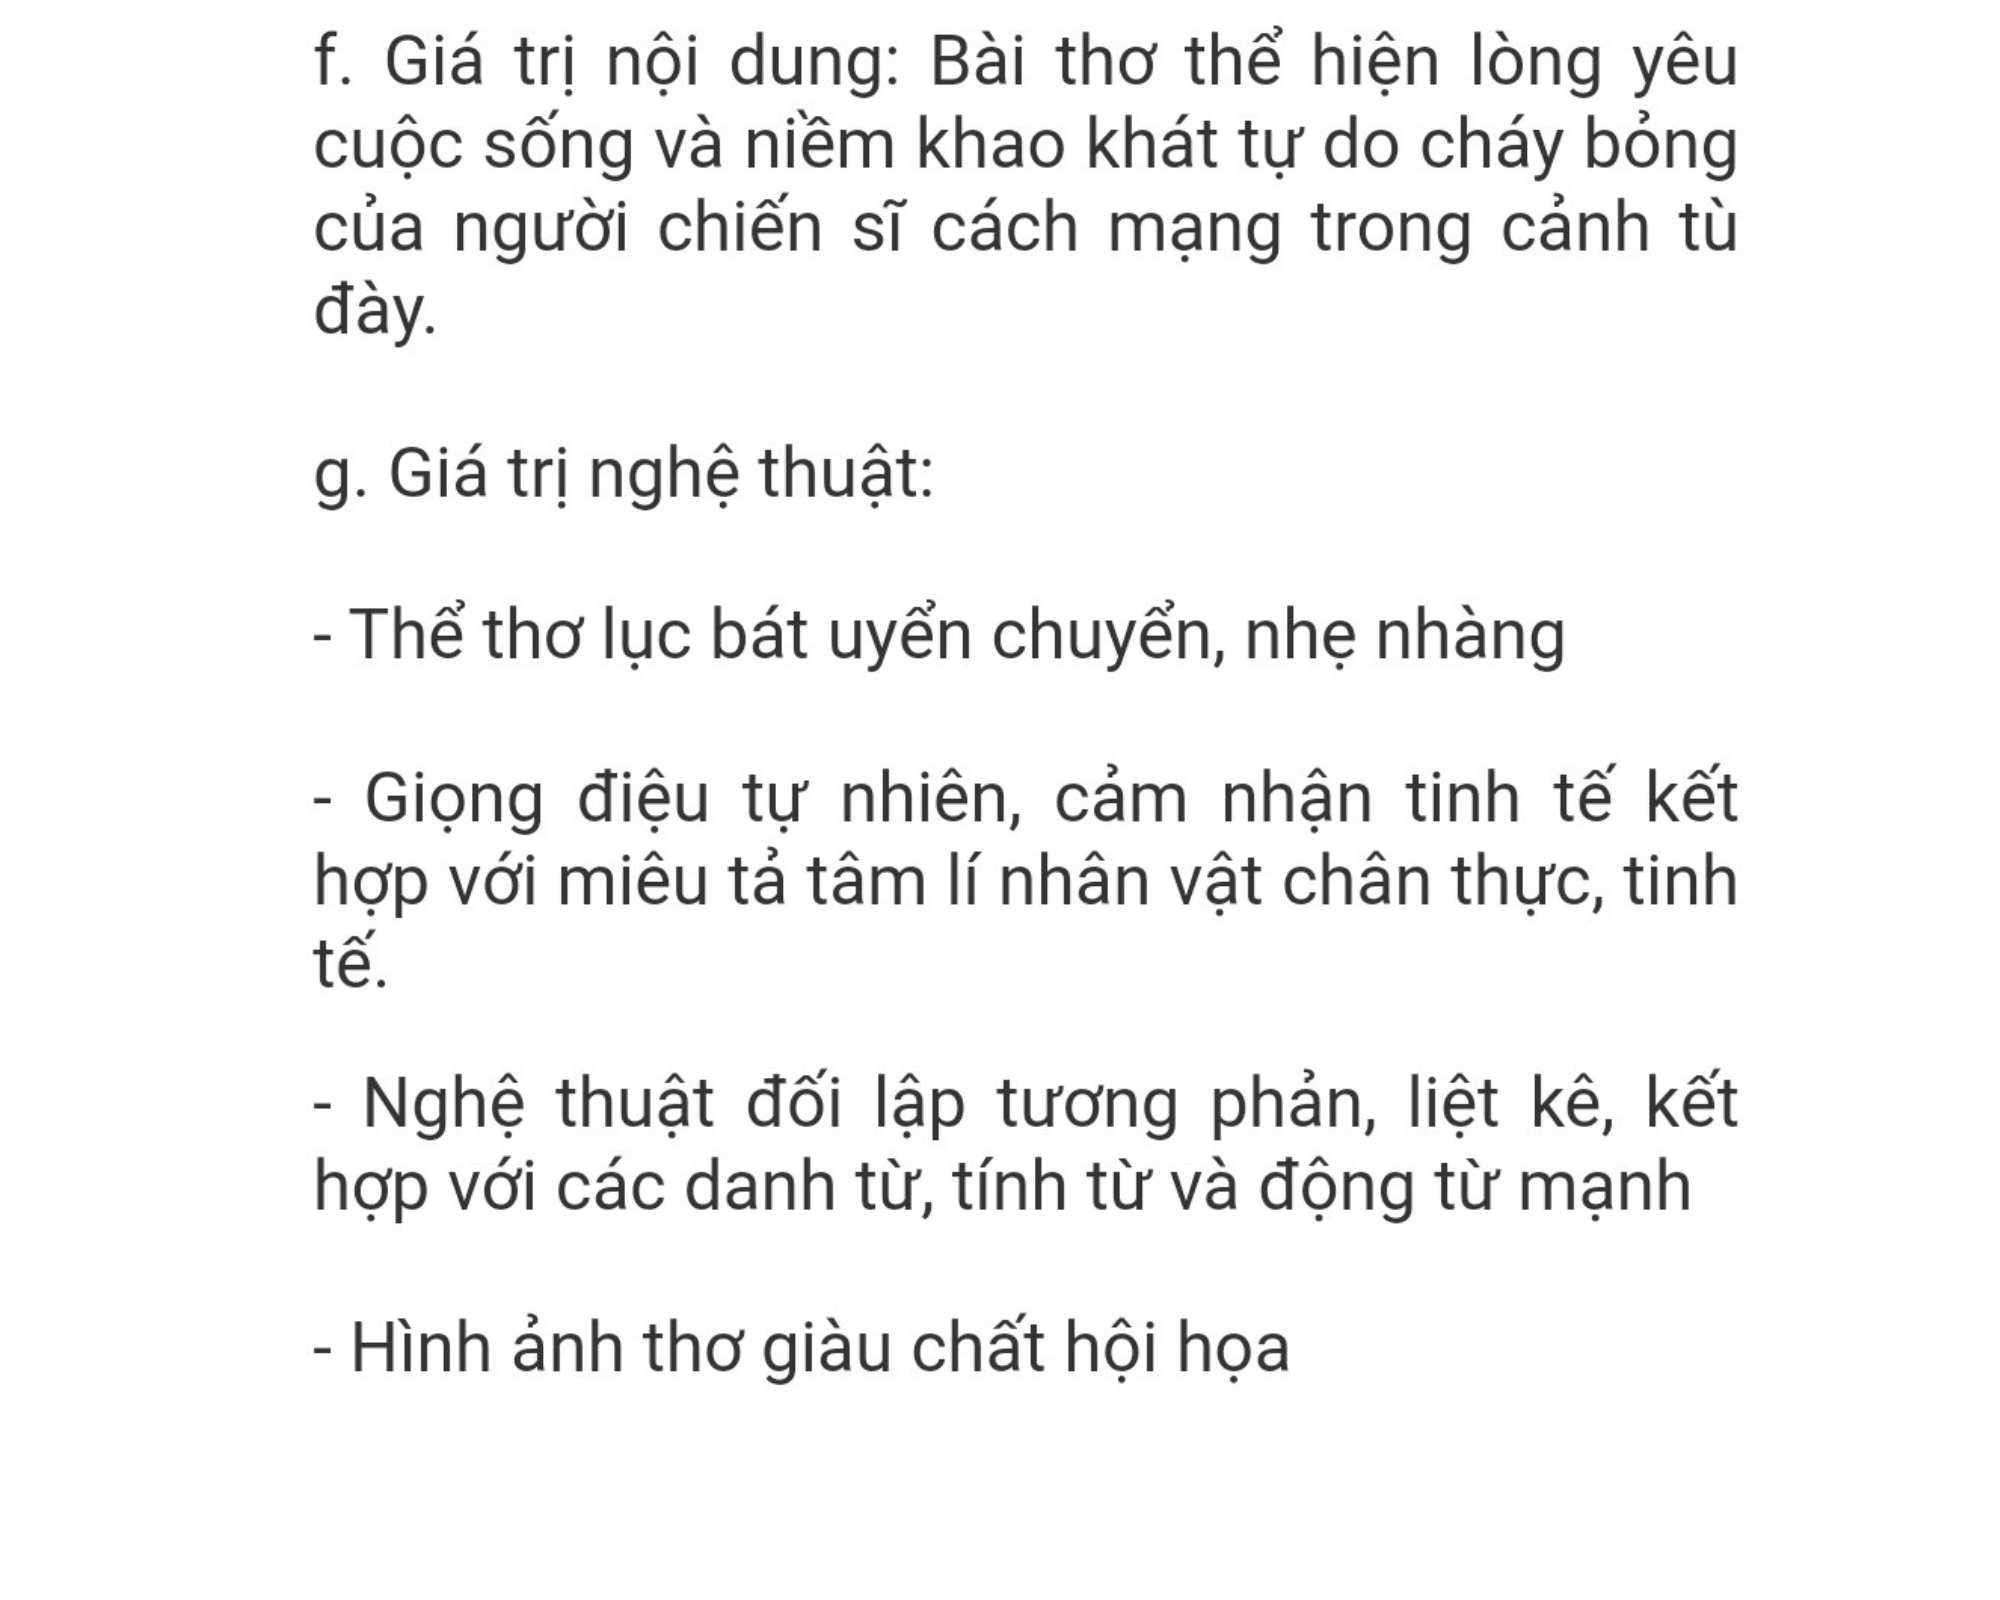 f. Giá trị nội dung: Bài thơ thể hiện lòng yêu
cuộc sống và niềm khao khát tự do cháy bỏng
của người chiến sĩ cách mạng trong cảnh tù
đày.
g. Giá trị nghệ thuật:
- Thể thơ lục bát uyển chuyển, nhẹ nhàng
- Giọng điệu tự nhiên, cảm nhận tinh tế kết
hợp với miêu tả tâm lí nhân vật chân thực, tinh
tế.
- Nghệ thuật đối lập tương phản, liệt kê, kết
hợp với các danh từ, tính từ và động từ mạnh
- Hình ảnh thơ giàu chất hội họa